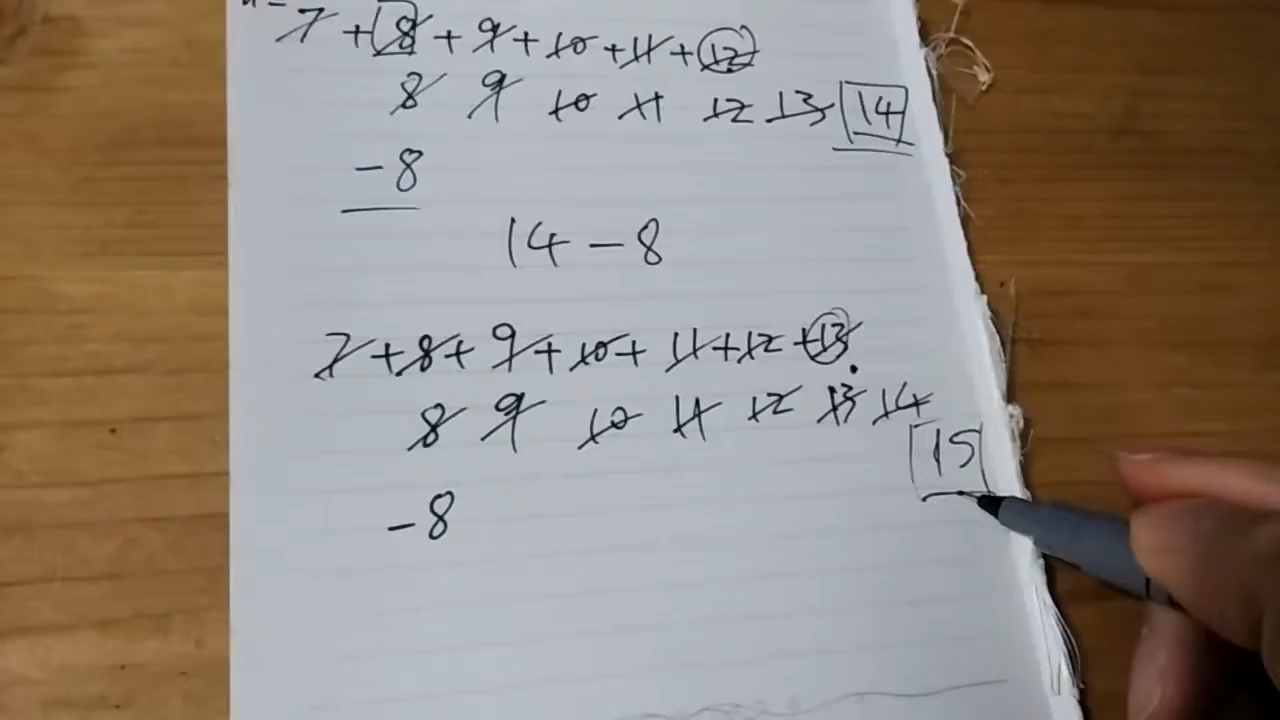 7 + 8 + 9 + 10 + 11 + 12
8 9 10 11 12 13 14
-8
14 - 8
7 + 8 + 9 + 10 + 11 + 12 + 13
8 9 10 11 12 13 14
15
-8